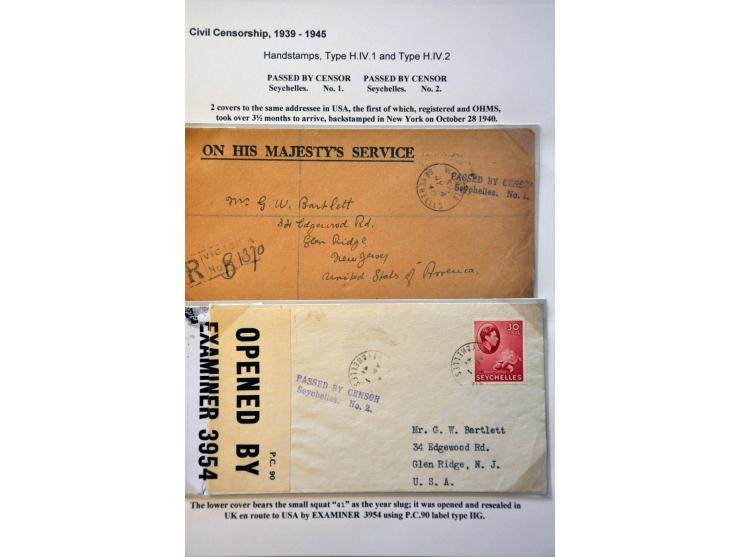 Civil Censorship, 1939 - 1945
Handstamps, Type H.IV.1 and Type H.IV.2
PASSED BY CENSOR PASSED BY CENSOR
Seychelles. No. 1. Seychelles. No. 2.
2 covers to the same addressee in USA, the first of which, registered and OHMS,
took over 3½ months to arrive, backstamped in New York on October 28 1940.
ON HIS MAJESTY'S SERVICE
PASSED BY CENSOR
Seychelles. No. 1.
SEYCHELLES
Mr G. W. Bartlett
34 Edgewood Rd.
Glen Ridge
New Jersey
United Stats of America.
VICTORIA
R No 1370
OPENED BY
EXAMINER 3954
P.C. 90
SEYCHELLES
PASSED BY CENSOR
Seychelles. No. 2.
30
CENTS
SEYCHELLES
Mr. G. W. Bartlett
34 Edgewood Rd.
Glen Ridge, N. J.
U. S. A.
The lower cover bears the small squat "41" as the year slug; it was opened and resealed in
UK en route to USA by EXAMINER 3954 using P.C.90 label type IIG.